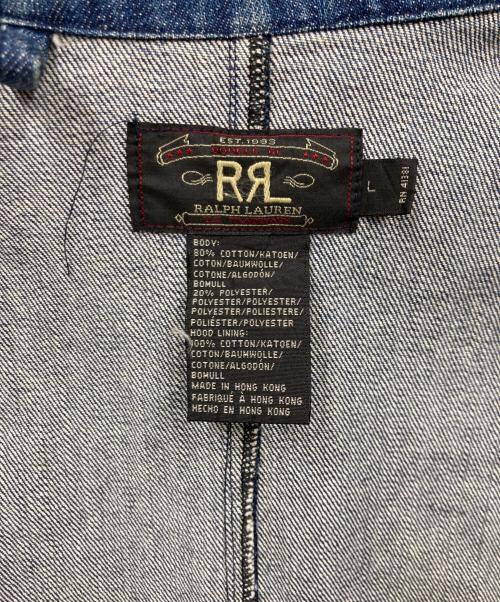 EST. 1993
DOUBLE RL
RRL
RALPH LAUREN
L
RN 41381
BODY:
80% COTTON/KATOEN/
COTON/BAUMWOLLE/
COTONE/ALGODÓN/
BOMULL
20% POLYESTER/
POLYESTER/POLYESTER/
POLYESTER/POLIESTERE/
POLIÉSTER/POLYESTER
HOOD LINING:
100% COTTON/KATOEN/
COTON/BAUMWOLLE/
COTONE/ALGODÓN/
BOMULL
MADE IN HONG KONG
FABRIQUÉ À HONG KONG
HECHO EN HONG KONG